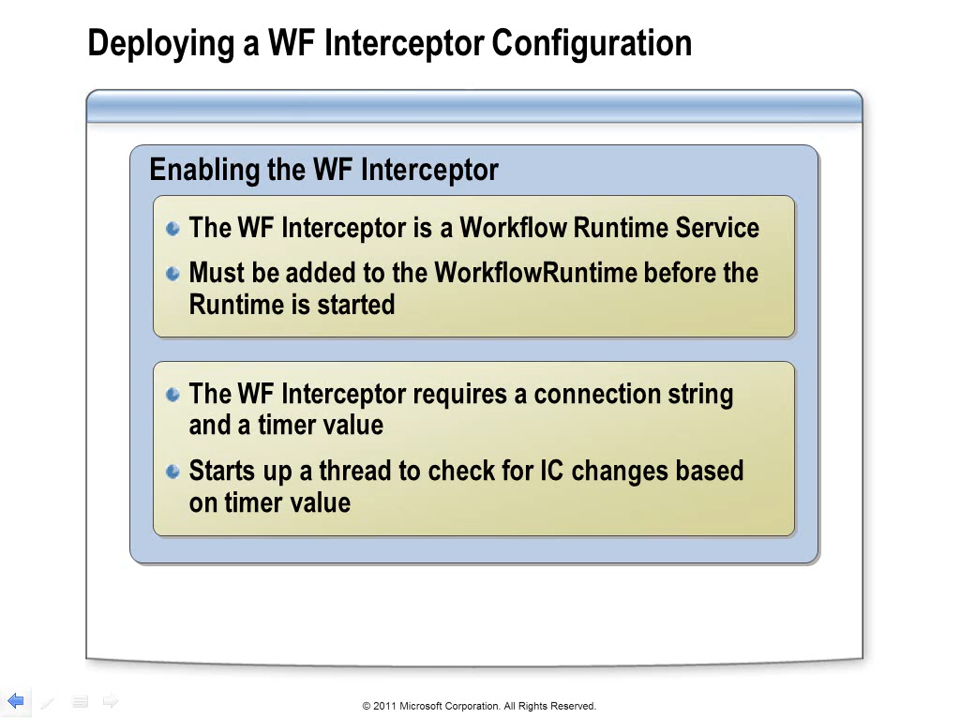 Deploying a WF Interceptor Configuration
Enabling the WF Interceptor
The WF Interceptor is a Workflow Runtime Service
Must be added to the WorkflowRuntime before the
Runtime is started
The WF Interceptor requires a connection string
and a timer value
Starts up a thread to check for IC changes based
on timer value
© 2011 Microsoft Corporation. All Rights Reserved.